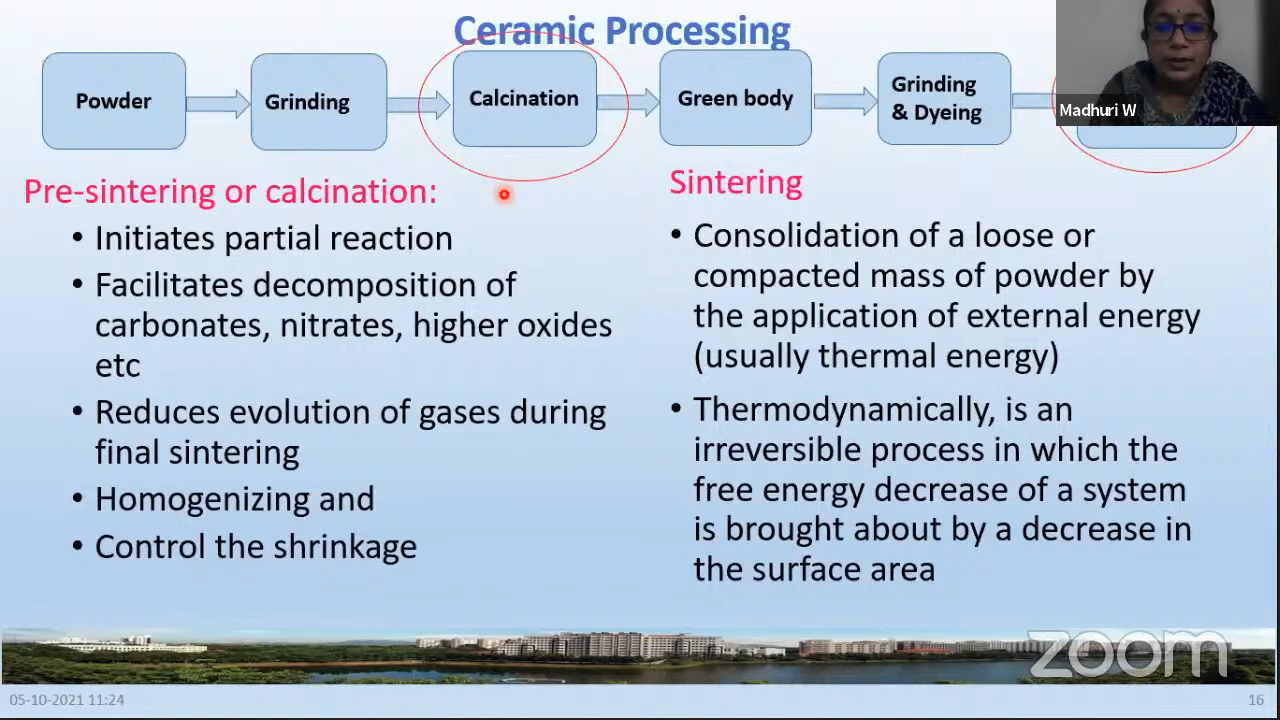 Ceramic Processing
Powder
Grinding
Calcination
Green body
Grinding
& Dyeing
Madhuri W
Pre-sintering or calcination:
• Initiates partial reaction
• Facilitates decomposition of
carbonates, nitrates, higher oxides
etc
• Reduces evolution of gases during
final sintering
• Homogenizing and
• Control the shrinkage
Sintering
• Consolidation of a loose or
compacted mass of powder by
the application of external energy
(usually thermal energy)
• Thermodynamically, is an
irreversible process in which the
free energy decrease of a system
is brought about by a decrease in
the surface area
zoom
05-10-2021 11:24
16